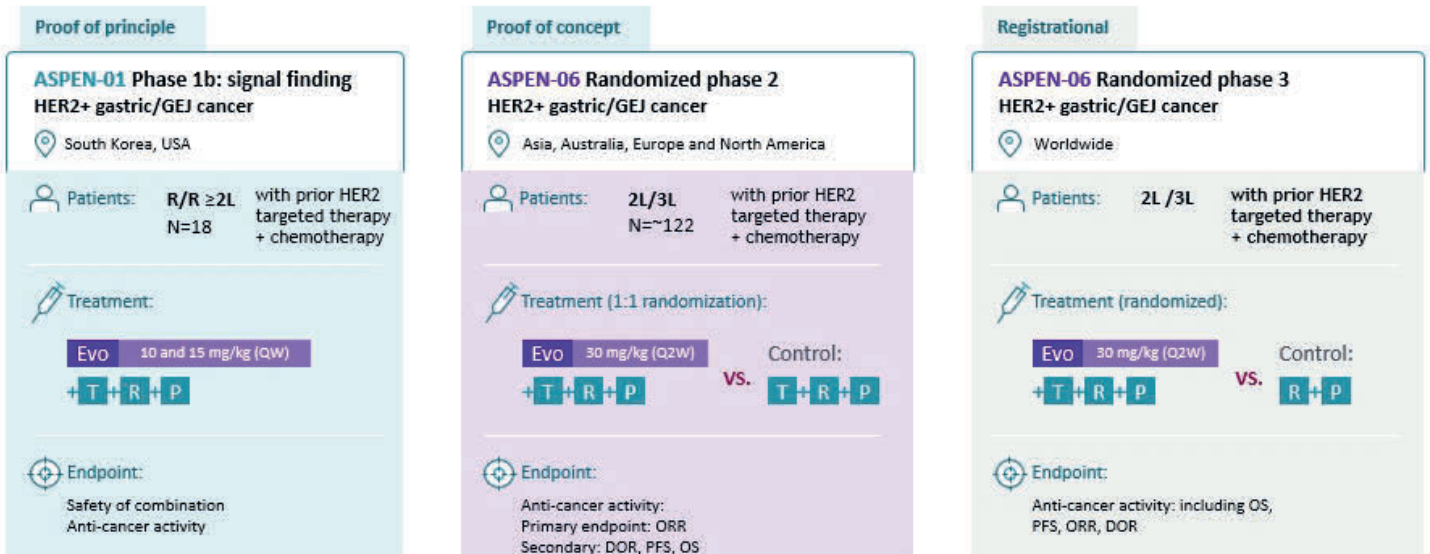 Proof of principle
ASPEN-01 Phase 1b: signal finding
HER2+ gastric/GEJ cancer
South Korea, USA
Patients:
R/R ≥2L
N=18
with prior HER2
targeted therapy
+ chemotherapy
Treatment:
Evo 10 and 15 mg/kg (QW)
+T+R+P
Endpoint:
Safety of combination
Anti-cancer activity
Proof of concept
ASPEN-06 Randomized phase 2
HER2+ gastric/GEJ cancer
Asia, Australia, Europe and North America
Patients:
2L/3L
N=~122
with prior HER2
targeted therapy
+ chemotherapy
Treatment (1:1 randomization):
Evo 30 mg/kg (Q2W)
+T+R+P
VS.
Control:
T+R+P
Endpoint:
Anti-cancer activity:
Primary endpoint: ORR
Secondary: DOR, PFS, OS
Registrational
ASPEN-06 Randomized phase 3
HER2+ gastric/GEJ cancer
Worldwide
Patients:
2L /3L
with prior HER2
targeted therapy
+ chemotherapy
Treatment (randomized):
Evo 30 mg/kg (Q2W)
+T+R+P
VS.
Control:
R+P
Endpoint:
Anti-cancer activity: including OS,
PFS, ORR, DOR